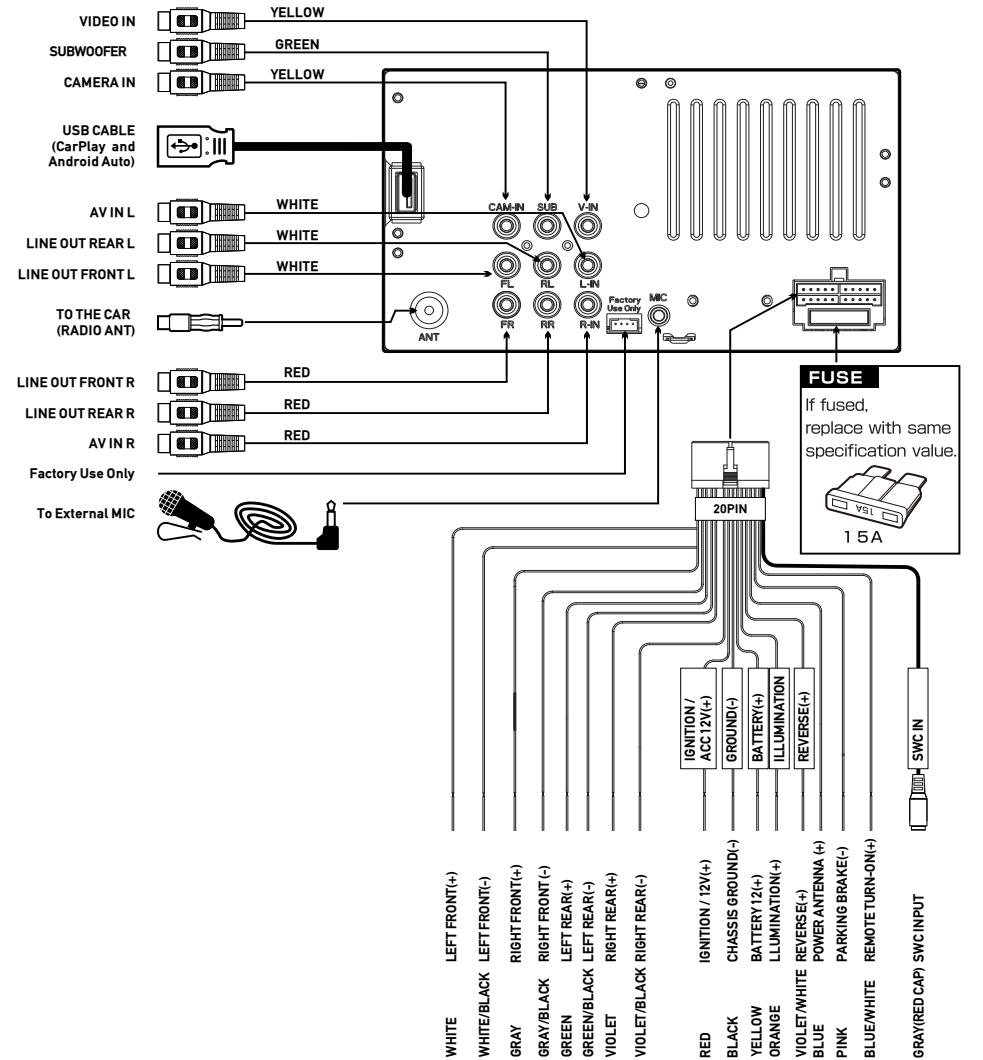 VIDEO IN
YELLOW
SUBWOOFER
GREEN
CAMERA IN
YELLOW
USB CABLE
(CarPlay and
Android Auto)
AV IN L
WHITE
LINE OUT REAR L
WHITE
LINE OUT FRONT L
WHITE
TO THE CAR
(RADIO ANT)
CAM-IN
SUB
V-IN
FL
RL
L-IN
FR
RR
R-IN
Factory
Use Only
MIC
ANT
LINE OUT FRONT R
RED
LINE OUT REAR R
RED
AV IN R
RED
Factory Use Only
To External MIC
FUSE
If fused,
replace with same
specification value.
15A
15A
20PIN
IGNITION /
ACC 12V(+)
GROUND(-)
BATTERY(+)
ILLUMINATION
REVERSE(+)
SWC IN
WHITE LEFT FRONT(+)
WHITE/BLACK LEFT FRONT(-)
GRAY RIGHT FRONT(+)
GRAY/BLACK RIGHT FRONT(-)
GREEN LEFT REAR(+)
GREEN/BLACK LEFT REAR(-)
VIOLET RIGHT REAR(+)
VIOLET/BLACK RIGHT REAR(-)
RED IGNITION / 12V(+)
BLACK CHASSIS GROUND(-)
YELLOW BATTERY 12(+)
ORANGE LLUMINATION(+)
VIOLET/WHITE REVERSE(+)
BLUE POWER ANTENNA (+)
PINK PARKING BRAKE(-)
BLUE/WHITE REMOTE TURN-ON(+)
GRAY(RED CAP) SWC INPUT